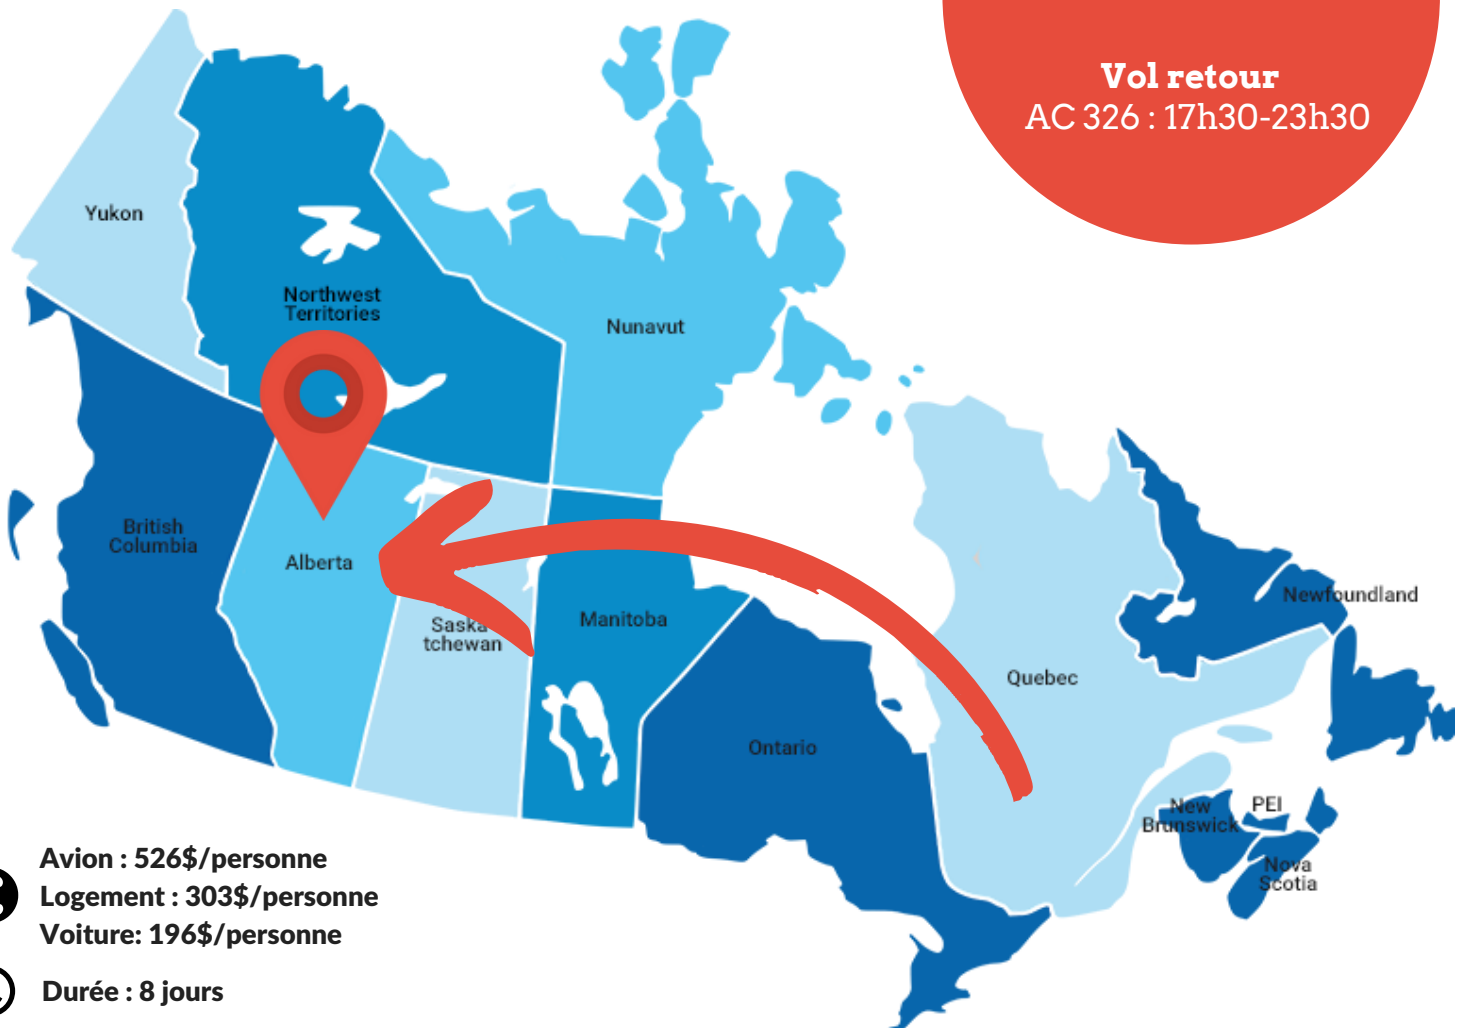 Vol retour
AC 326 : 17h30-23h30
Yukon
Northwest
Territories
Nunavut
British
Columbia
Alberta
Saska
tchewan
Manitoba
Ontario
Quebec
Newfoundland
New
Brunswick
PEI
Nova
Scotia
Avion : 526$/personne
Logement : 303$/personne
Voiture: 196$/personne
Durée : 8 jours